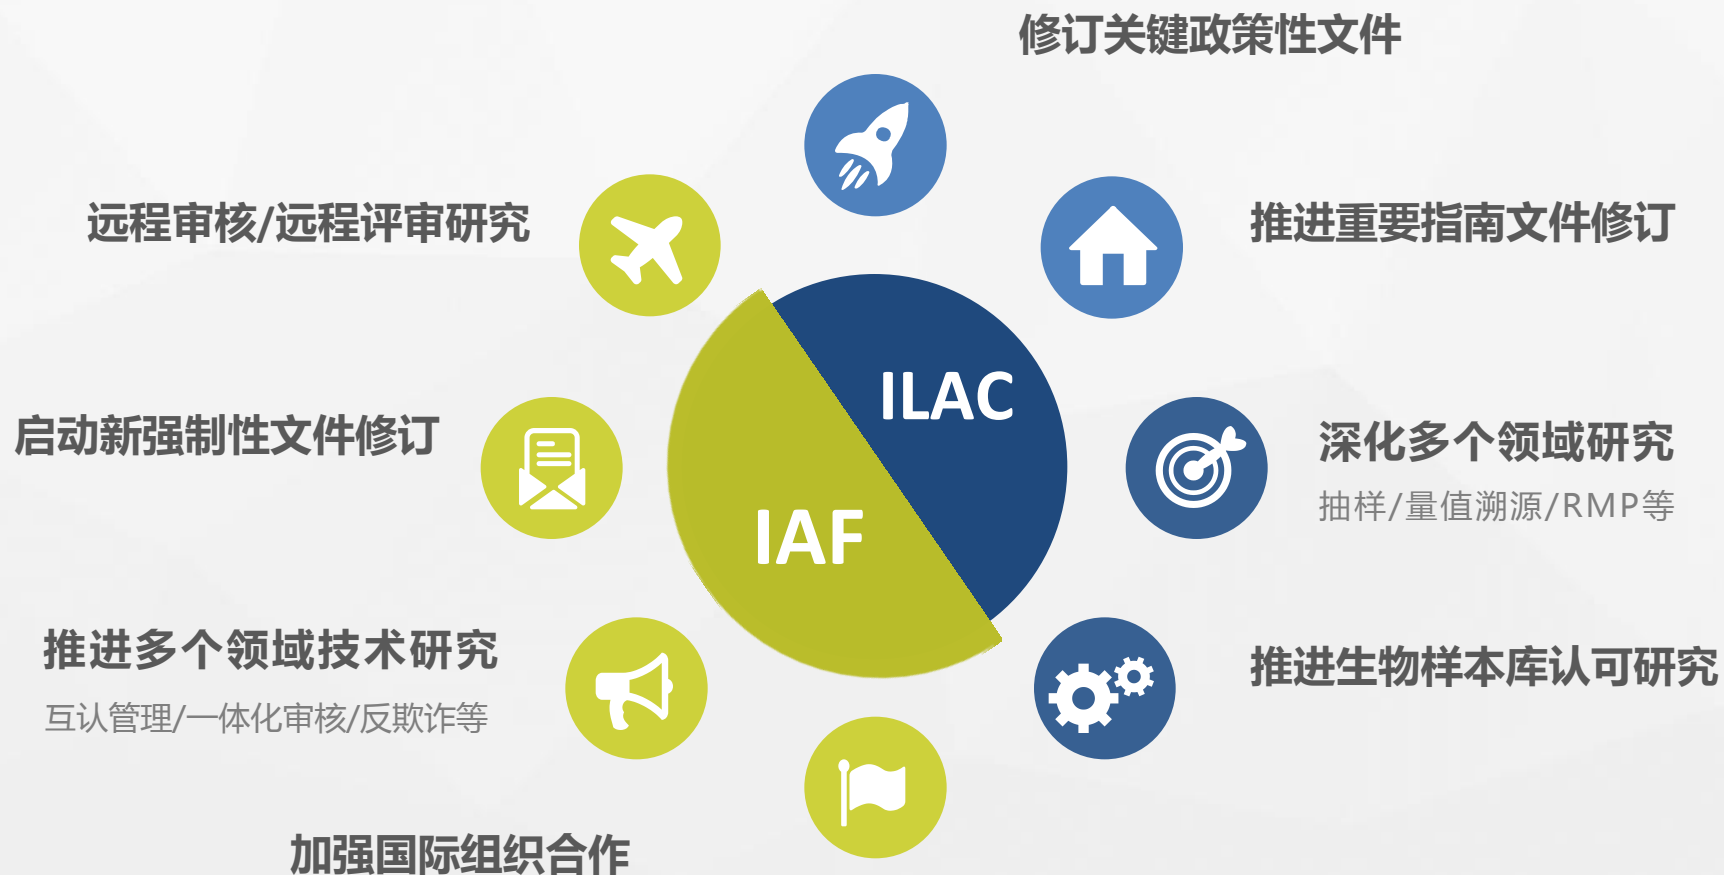 修订关键政策性文件
远程审核/远程评审研究
推进重要指南文件修订
ILAC
启动新强制性文件修订
深化多个领域研究
抽样/量值溯源/RMP等
IAF
推进多个领域技术研究
互认管理/一体化审核/反欺诈等
推进生物样本库认可研究
加强国际组织合作